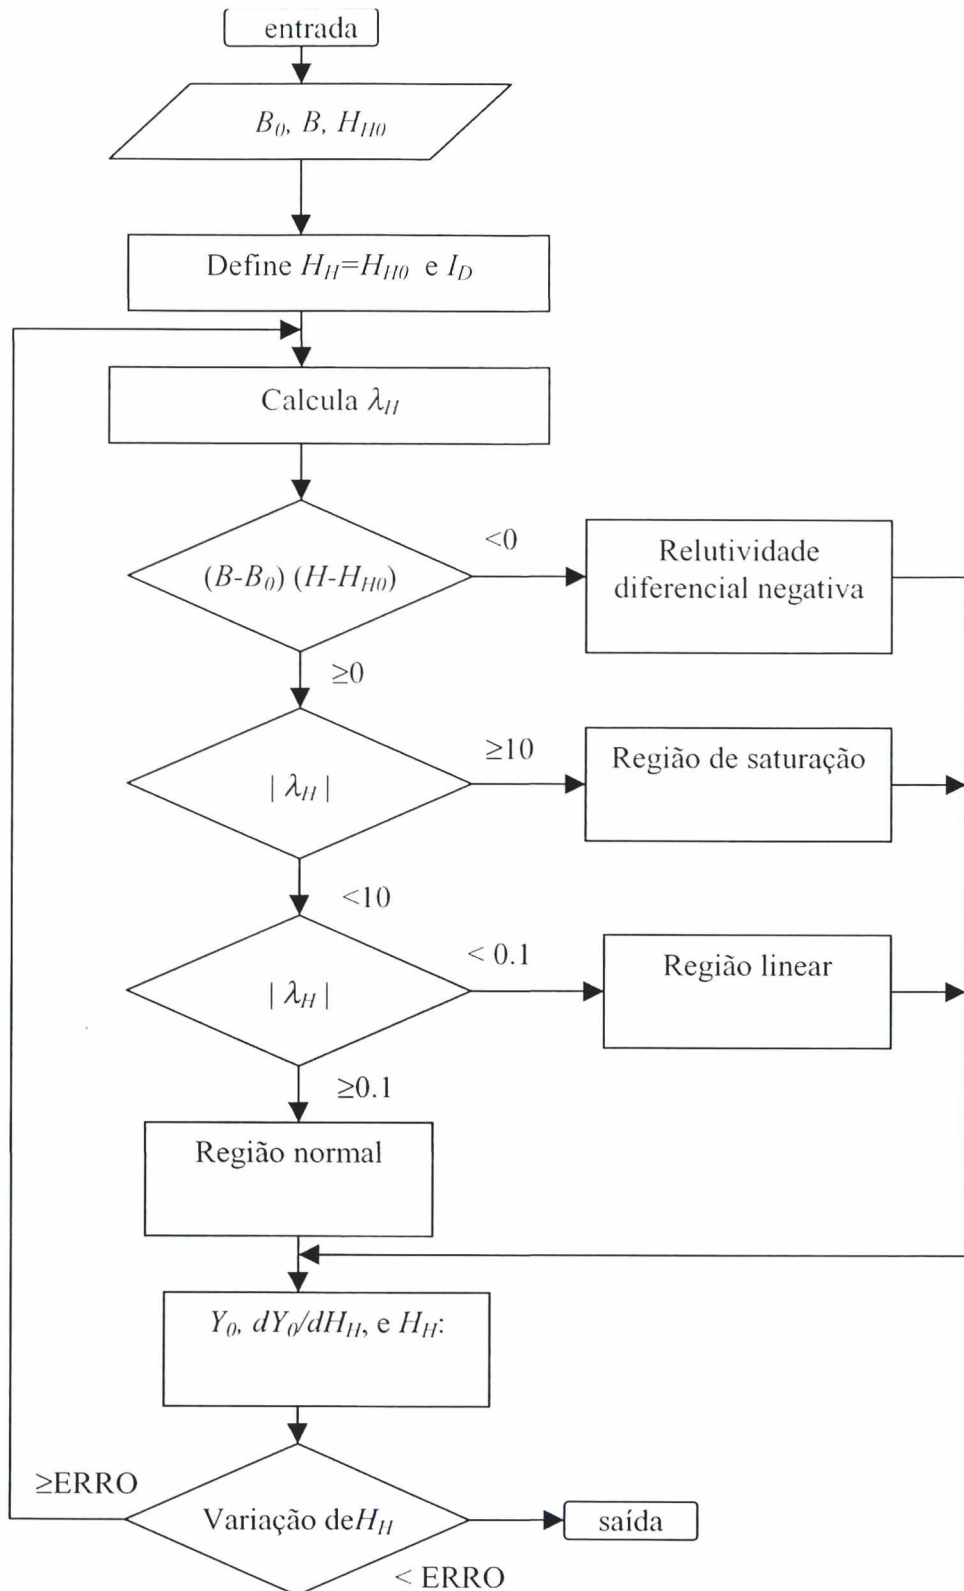 entrada
B0, B, HH0
Define HH=HH0 e ID
Calcula λH
(B-B0) (H-HH0)
<0
Relutividade
diferencial negativa
≥0
| λH |
≥10
Região de saturação
<10
| λH |
< 0.1
Região linear
≥0.1
Região normal
Y0, dY0/dHH, e HH:
≥ERRO
Variação deHH
saída
< ERRO